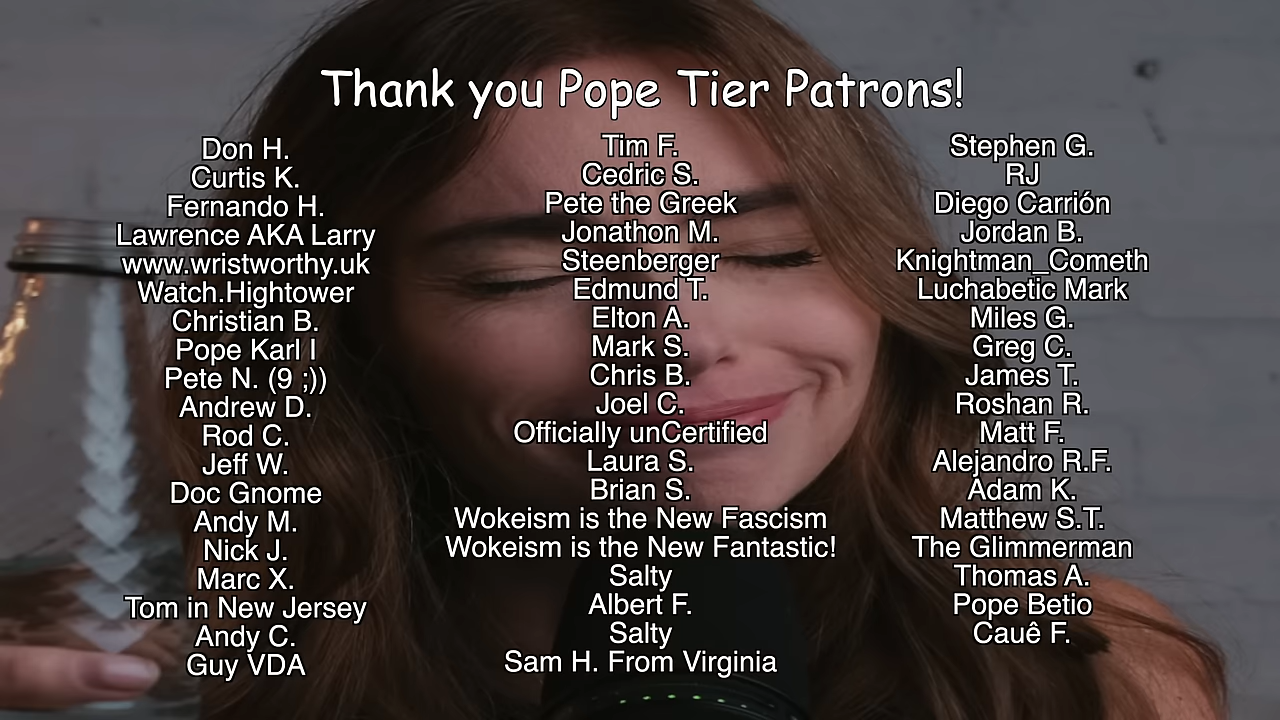 Thank you Pope Tier Patrons!
Don H.
Curtis K.
Fernando H.
Lawrence AKA Larry
www.wristworthy.uk
Watch.Hightower
Christian B.
Pope Karl I
Pete N. (9 ;))
Andrew D.
Rod C.
Jeff W.
Doc Gnome
Andy M.
Nick J.
Marc X.
Tom in New Jersey
Andy C.
Guy VDA
Tim F.
Cedric S.
Pete the Greek
Jonathon M.
Steenberger
Edmund T.
Elton A.
Mark S.
Chris B.
Joel C.
Officially unCertified
Laura S.
Brian S.
Wokeism is the New Fascism
Wokeism is the New Fantastic!
Salty
Albert F.
Salty
Sam H. From Virginia
Stephen G.
RJ
Diego Carrión
Jordan B.
Knightman_Cometh
Luchabetic Mark
Miles G.
Greg C.
James T.
Roshan R.
Matt F.
Alejandro R.F.
Adam K.
Matthew S.T.
The Glimmerman
Thomas A.
Pope Betio
Cauê F.